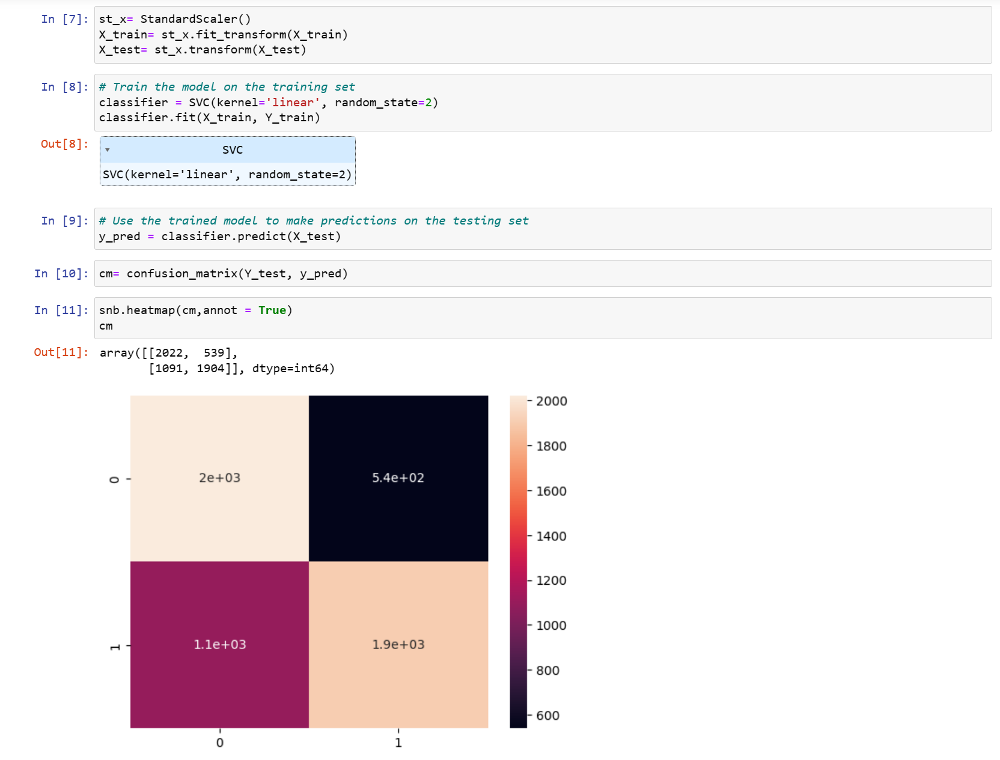 In [7]: st_x= StandardScaler()
X_train= st_x.fit_transform(X_train)
X_test= st_x.transform(X_test)
In [8]: # Train the model on the training set
classifier = SVC(kernel='linear', random_state=2)
classifier.fit(X_train, Y_train)
Out[8]: SVC
SVC(kernel='linear', random_state=2)
In [9]: # Use the trained model to make predictions on the testing set
y_pred = classifier.predict(X_test)
In [10]: cm= confusion_matrix(Y_test, y_pred)
In [11]: snb.heatmap(cm,annot = True)
cm
Out[11]: array([[2022,  539],
       [1091, 1904]], dtype=int64)
2000
1800
0 2e+03 5.4e+02
1600
1400
1200
1000
1 1.1e+03 1.9e+03
800
600
0 1